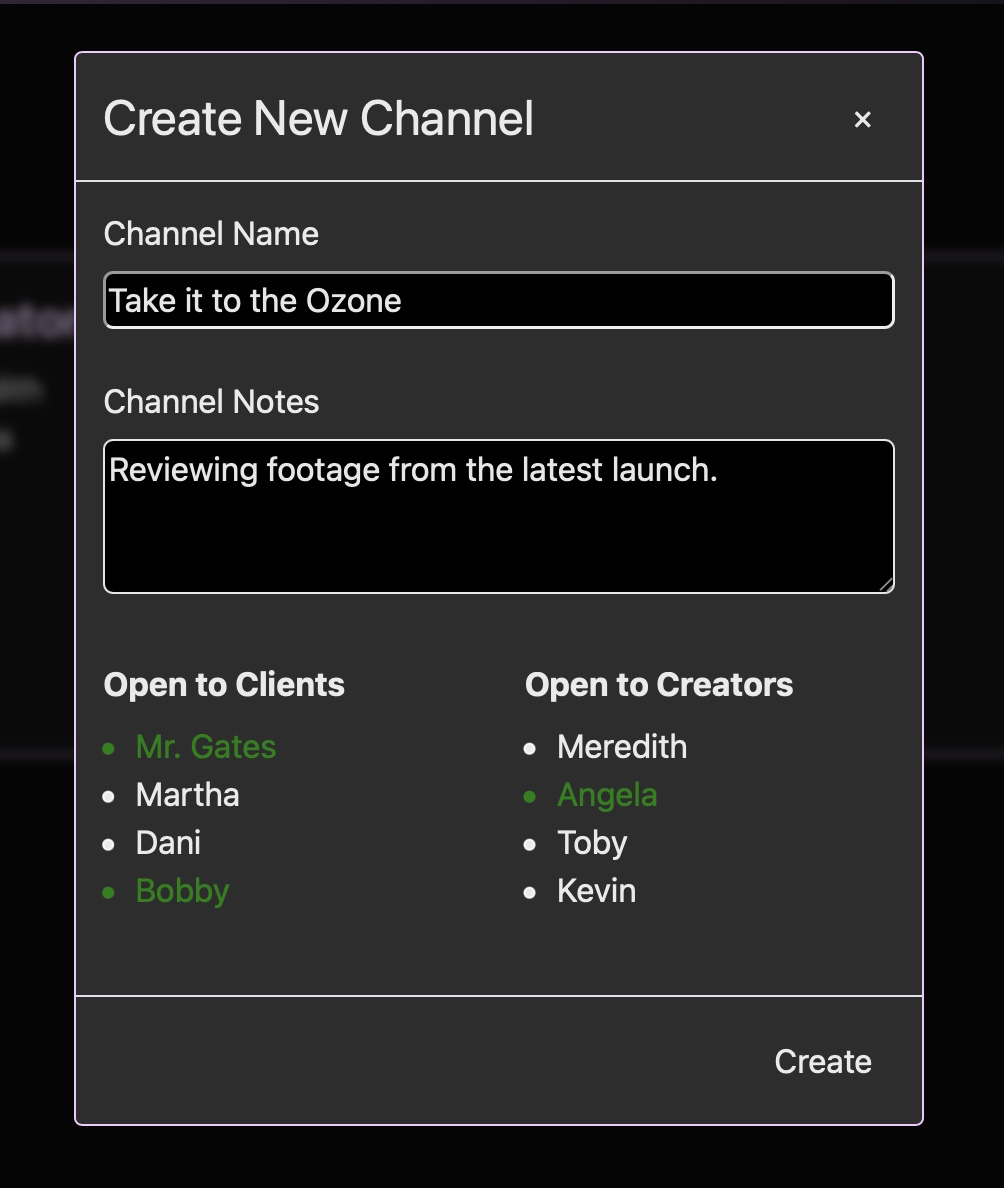 Create New Channel ×
Channel Name
Take it to the Ozone
Channel Notes
Reviewing footage from the latest launch.
Open to Clients
Mr. Gates
Martha
Dani
Bobby
Open to Creators
Meredith
Angela
Toby
Kevin
Create